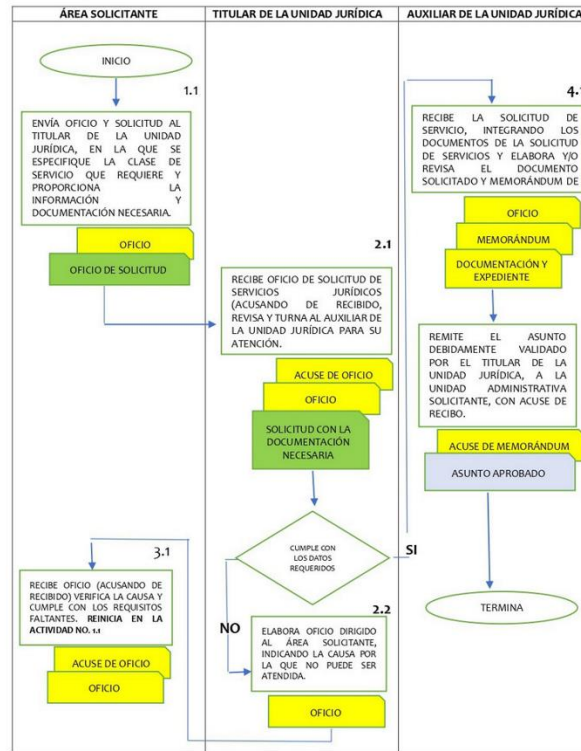 ÁREA SOLICITANTE
TITULAR DE LA UNIDAD JURÍDICA
AUXILIAR DE LA UNIDAD JURÍDICA
INICIO
1.1
ENVÍA OFICIO Y SOLICITUD AL
TITULAR DE LA UNIDAD
JURÍDICA, EN LA QUE SE
ESPECIFIQUE LA CLASE DE
SERVICIO QUE REQUIERE Y
PROPORCIONA LA
INFORMACIÓN Y
DOCUMENTACIÓN NECESARIA.
OFICIO
OFICIO DE SOLICITUD
2.1
RECIBE OFICIO DE SOLICITUD DE
SERVICIOS JURÍDICOS
(ACUSANDO DE RECIBIDO,
REVISA Y TURNA AL AUXILIAR DE
LA UNIDAD JURÍDICA PARA SU
ATENCIÓN.
ACUSE DE OFICIO
OFICIO
SOLICITUD CON LA
DOCUMENTACIÓN
NECESARIA
CUMPLE CON
LOS DATOS
REQUERIDOS
SI
NO
2.2
ELABORA OFICIO DIRIGIDO
AL ÁREA SOLICITANTE,
INDICANDO LA CAUSA POR
LA QUE NO PUEDE SER
ATENDIDA.
OFICIO
3.1
RECIBE OFICIO (ACUSANDO DE
RECIBIDO) VERIFICA LA CAUSA Y
CUMPLE CON LOS REQUISITOS
FALTANTES. REINICIA EN LA
ACTIVIDAD NO. 1.1
ACUSE DE OFICIO
OFICIO
4.1
RECIBE LA SOLICITUD DE
SERVICIO, INTEGRANDO LOS
DOCUMENTOS DE LA SOLICITUD
DE SERVICIOS Y ELABORA Y/O
REVISA EL DOCUMENTO
SOLICITADO Y MEMORÁNDUM DE
OFICIO
MEMORÁNDUM
DOCUMENTACIÓN Y
EXPEDIENTE
REMITE EL ASUNTO
DEBIDAMENTE VALIDADO
POR EL TITULAR DE LA
UNIDAD JURÍDICA, A LA
UNIDAD ADMINISTRATIVA
SOLICITANTE, CON ACUSE DE
RECIBO.
ACUSE DE MEMORÁNDUM
ASUNTO APROBADO
TERMINA